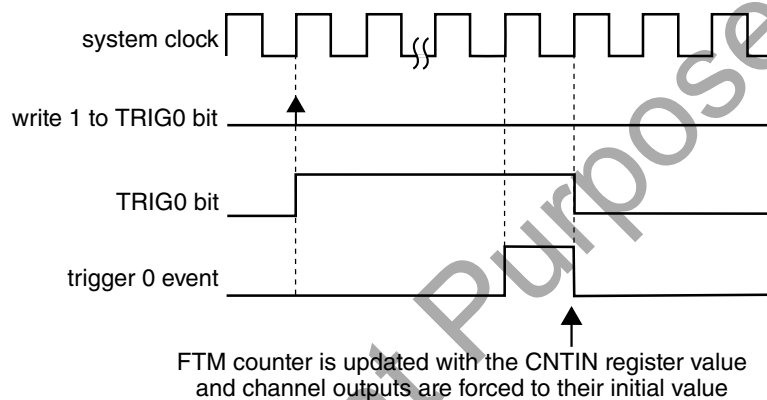 system clock
write 1 to TRIG0 bit
TRIG0 bit
trigger 0 event
FTM counter is updated with the CNTIN register value
and channel outputs are forced to their initial value
Purpose